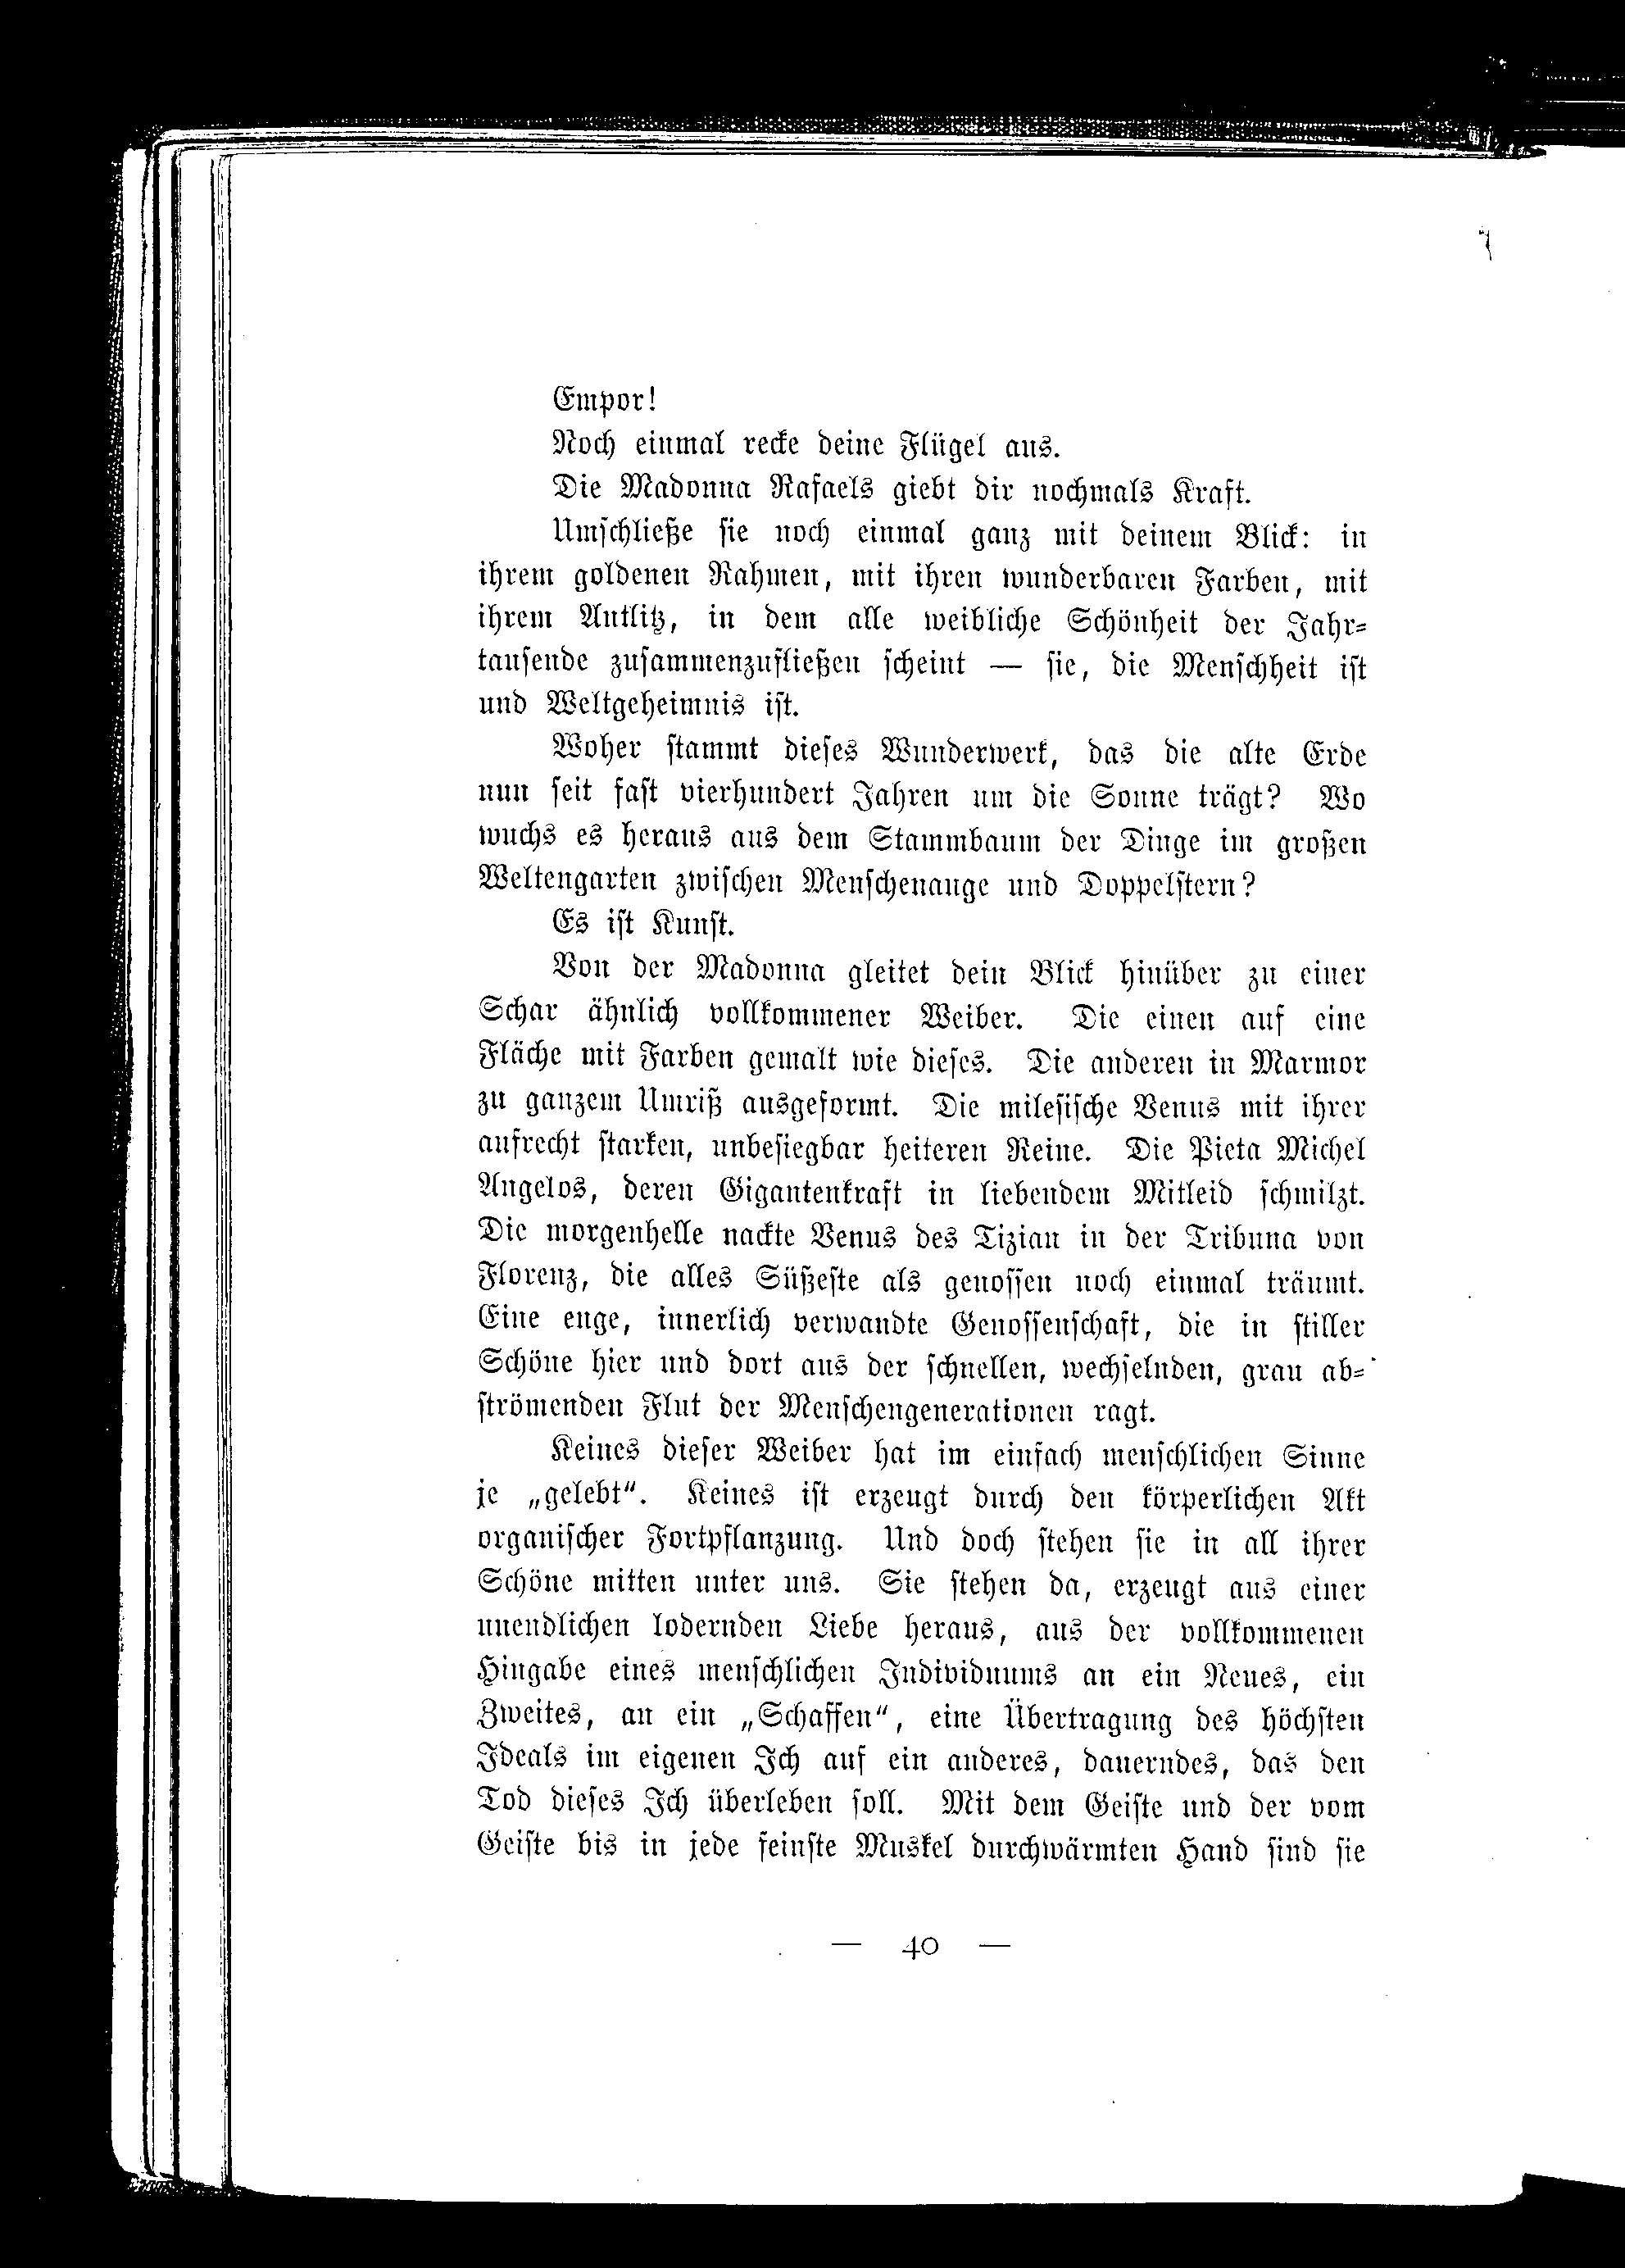 Empor!
Noch einmal recke deine Flügel aus.
Die Madonna Rafaels giebt dir nochmals Kraft.
Umschließe sie noch einmal ganz mit deinem Blick: in
ihrem goldenen Rahmen, mit ihren wunderbaren Farben, mit
ihrem Antlitz, in dem alle weibliche Schönheit der Jahr-
tausende zusammenzufließen scheint — sie, die Menschheit ist
und Weltgeheimnis ist.
Woher stammt dieses Wunderwerk, das die alte Erde
nun seit fast vierhundert Jahren um die Sonne trägt? Wo
wuchs es heraus aus dem Stammbaum der Dinge im großen
Weltengarten zwischen Menschenauge und Doppelstern?
Es ist Kunst.
Von der Madonna gleitet dein Blick hinüber zu einer
Schar ähnlich vollkommener Weiber. Die einen auf eine
Fläche mit Farben gemalt wie dieses. Die anderen in Marmor
zu ganzem Umriß ausgeformt. Die milesische Venus mit ihrer
aufrecht starken, unbesiegbar heiteren Reine. Die Pieta Michel
Angelos, deren Gigantenkraft in liebendem Mitleid schmilzt.
Die morgenhelle nackte Venus des Tizian in der Tribuna von
Florenz, die alles Süßeste als genossen noch einmal träumt.
Eine enge, innerlich verwandte Genossenschaft, die in stiller
Schöne hier und dort aus der schnellen, wechselnden, grau ab-
strömenden Flut der Menschengenerationen ragt.
Keines dieser Weiber hat im einfach menschlichen Sinne
je „gelebt“. Keines ist erzeugt durch den körperlichen Akt
organischer Fortpflanzung. Und doch stehen sie in all ihrer
Schöne mitten unter uns. Sie stehen da, erzeugt aus einer
unendlichen lodernden Liebe heraus, aus der vollkommenen
Hingabe eines menschlichen Individuums an ein Neues, ein
Zweites, an ein „Schaffen“, eine Übertragung des höchsten
Ideals im eigenen Ich auf ein anderes, dauerndes, das den
Tod dieses Ich überleben soll. Mit dem Geiste und der vom
Geiste bis in jede feinste Muskel durchwärmten Hand sind sie
— 40 —